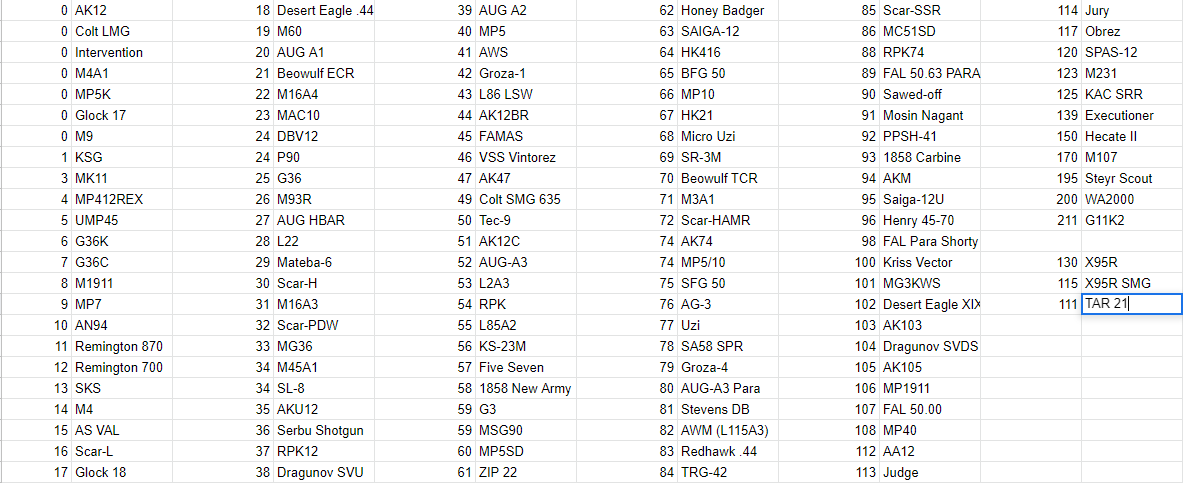 0 AK12 18 Desert Eagle .44 39 AUG A2 62 Honey Badger 85 Scar-SSR 114 Jury
0 Colt LMG 19 M60 40 MP5 63 SAIGA-12 86 MC51SD 117 Obrez
0 Intervention 20 AUG A1 41 AWS 64 HK416 88 RPK74 120 SPAS-12
0 M4A1 21 Beowulf ECR 42 Groza-1 65 BFG 50 89 FAL 50.63 PARA 123 M231
0 MP5K 22 M16A4 43 L86 LSW 66 MP10 90 Sawed-off 125 KAC SRR
0 Glock 17 23 MAC10 44 AK12BR 67 HK21 91 Mosin Nagant 139 Executioner
0 M9 24 DBV12 45 FAMAS 68 Micro Uzi 92 PPSH-41 150 Hecate II
1 KSG 24 P90 46 VSS Vintorez 69 SR-3M 93 1858 Carbine 170 M107
3 MK11 25 G36 47 AK47 70 Beowulf TCR 94 AKM 195 Steyr Scout
4 MP412REX 26 M93R 49 Colt SMG 635 71 M3A1 95 Saiga-12U 200 WA2000
5 UMP45 27 AUG HBAR 50 Tec-9 72 Scar-HAMR 96 Henry 45-70 211 G11K2
6 G36K 28 L22 51 AK12C 74 AK74 98 FAL Para Shorty
7 G36C 29 Mateba-6 52 AUG-A3 74 MP5/10 100 Kriss Vector 130 X95R
8 M1911 30 Scar-H 53 L2A3 75 SFG 50 101 MG3KWS 115 X95R SMG
9 MP7 31 M16A3 54 RPK 76 AG-3 102 Desert Eagle XIX 111 TAR 21
10 AN94 32 Scar-PDW 55 L85A2 77 Uzi 103 AK103
11 Remington 870 33 MG36 56 KS-23M 78 SA58 SPR 104 Dragunov SVDS
12 Remington 700 34 M45A1 57 Five Seven 79 Groza-4 105 AK105
13 SKS 34 SL-8 58 1858 New Army 80 AUG-A3 Para 106 MP1911
14 M4 35 AKU12 59 G3 81 Stevens DB 107 FAL 50.00
15 AS VAL 36 Serbu Shotgun 59 MSG90 82 AWM (L115A3) 108 MP40
16 Scar-L 37 RPK12 60 MP5SD 83 Redhawk .44 112 AA12
17 Glock 18 38 Dragunov SVU 61 ZIP 22 84 TRG-42 113 Judge